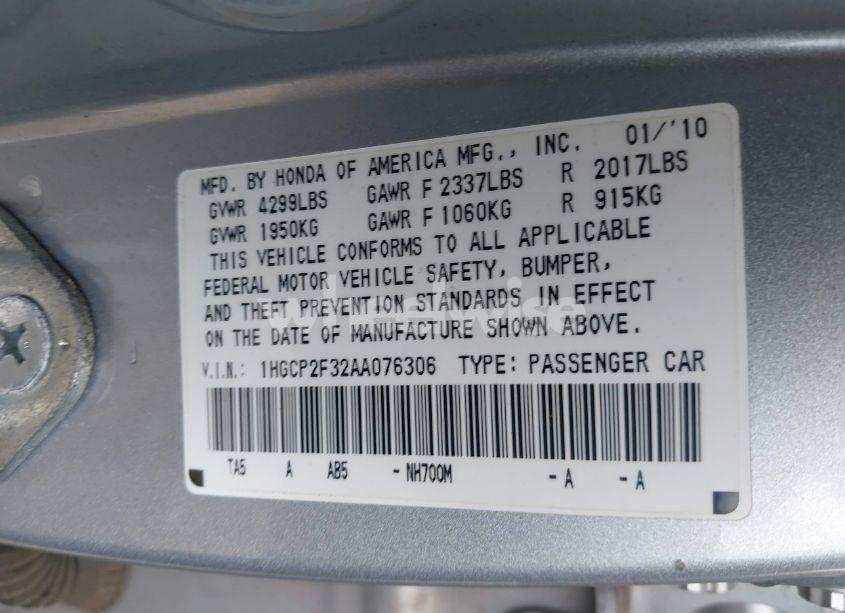 MFD. BY HONDA OF AMERICA MFG., INC. 01/'10
GVWR 4299LBS GAWR F 2337LBS R 2017LBS
GVWR 1950KG GAWR F 1060KG R 915KG
THIS VEHICLE CONFORMS TO ALL APPLICABLE
FEDERAL MOTOR VEHICLE SAFETY, BUMPER,
AND THEFT PREVENTION STANDARDS IN EFFECT
ON THE DATE OF MANUFACTURE SHOWN ABOVE.
V.I.N.: 1HGCP2F32AA076306 TYPE: PASSENGER CAR
TA5 A AB5 -NH700M -A -A
wheelwise